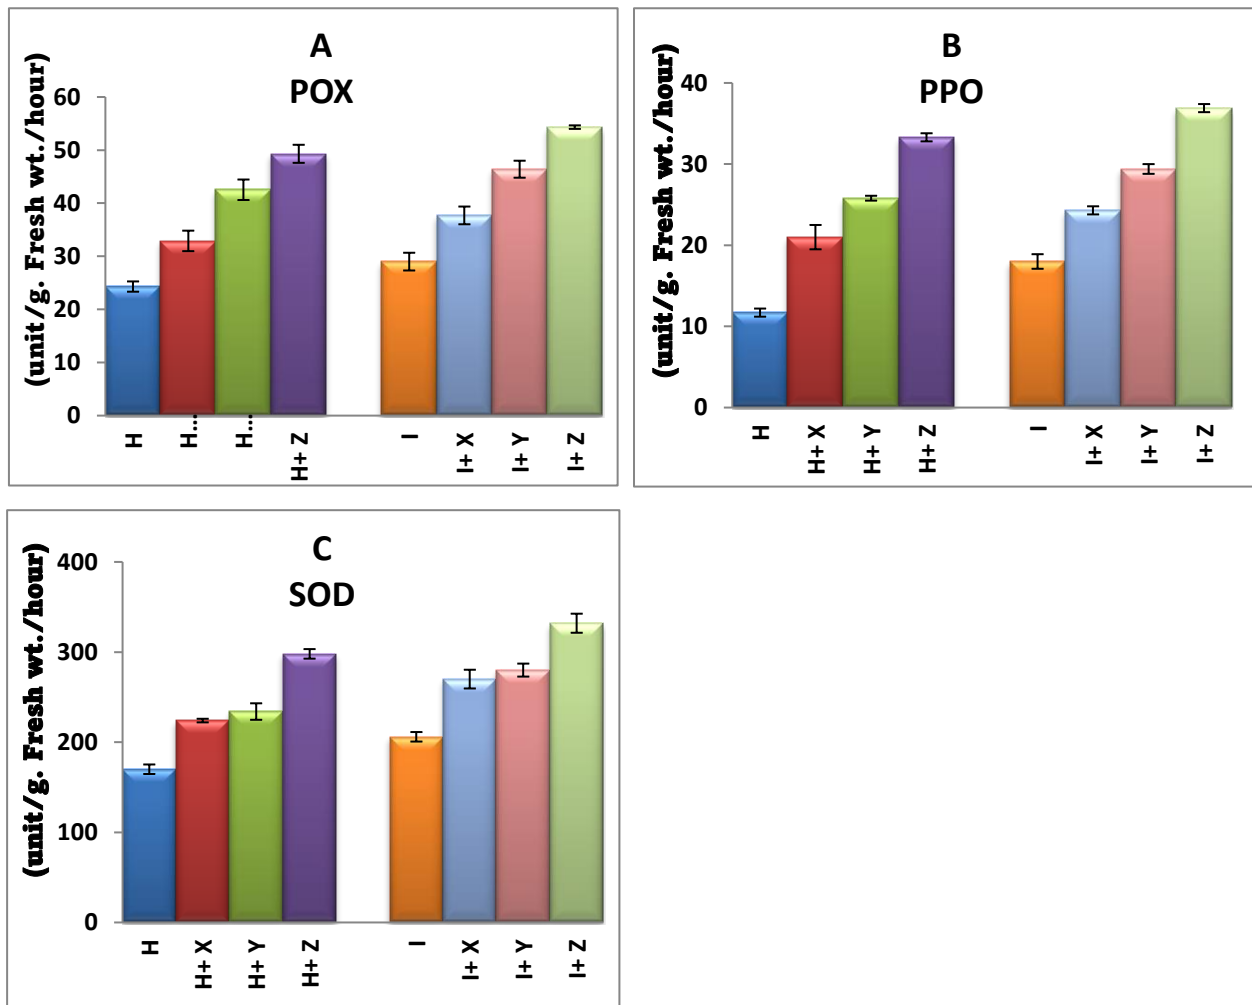 A
POX
(unit/g. Fresh wt./hour)
60
50
40
30
20
10
0
H
H...
H...
H+ Z
I
I+ X
I+ Y
I+ Z
B
PPO
(unit/g. Fresh wt./hour)
40
30
20
10
0
H
H+ X
H+ Y
H+ Z
I
I+ X
I+ Y
I+ Z
C
SOD
(unit/g. Fresh wt./hour)
400
300
200
100
0
H
H+ X
H+ Y
H+ Z
I
I+ X
I+ Y
I+ Z